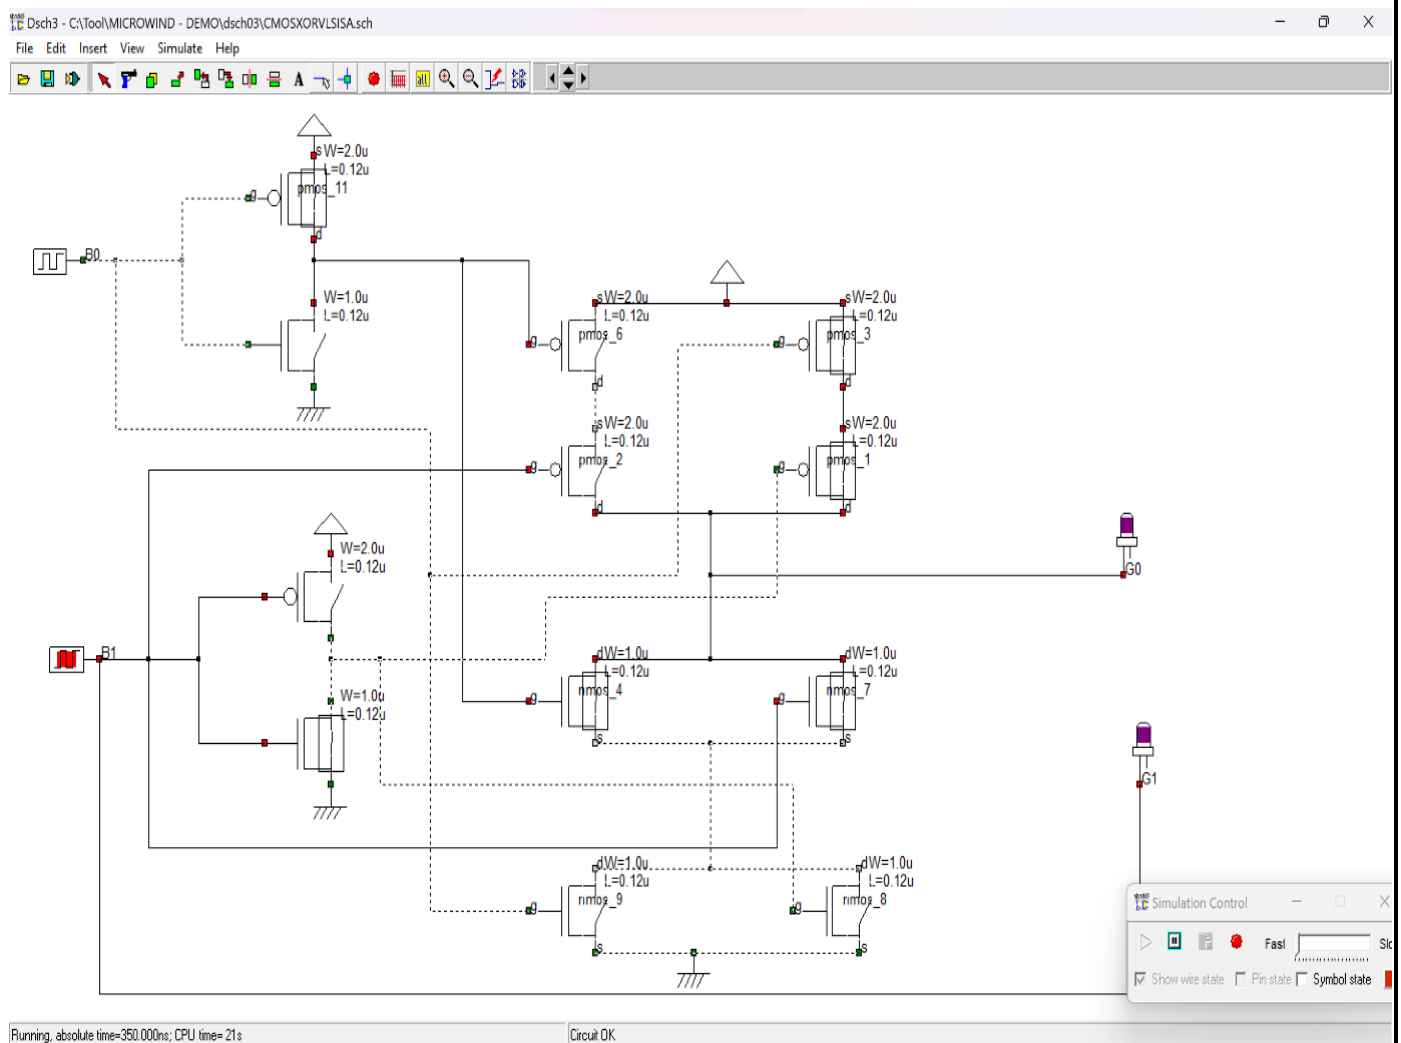 Dsch3 - C:\Tool\MICROWIND - DEMO\dsch03\CMOSXORVLSISA.sch
File Edit Insert View Simulate Help
A
s W=2.0u
L=0.12u
g pmos_11
d
B0
W=1.0u
L=0.12u
s W=2.0u
L=0.12u
g pmos_6
d
s W=2.0u
L=0.12u
g pmos_3
d
s W=2.0u
L=0.12u
g pmos_2
d
s W=2.0u
L=0.12u
g pmos_1
d
W=2.0u
L=0.12u
G0
B1
W=1.0u
L=0.12u
dW=1.0u
L=0.12u
g nmos_4
s
dW=1.0u
L=0.12u
g nmos_7
s
G1
dW=1.0u
L=0.12u
g nmos_9
s
dW=1.0u
L=0.12u
g nmos_8
s
Simulation Control
Fast
Show wire state Pin state Symbol state
Running, absolute time=350.000ns; CPU time= 21s
Circuit OK